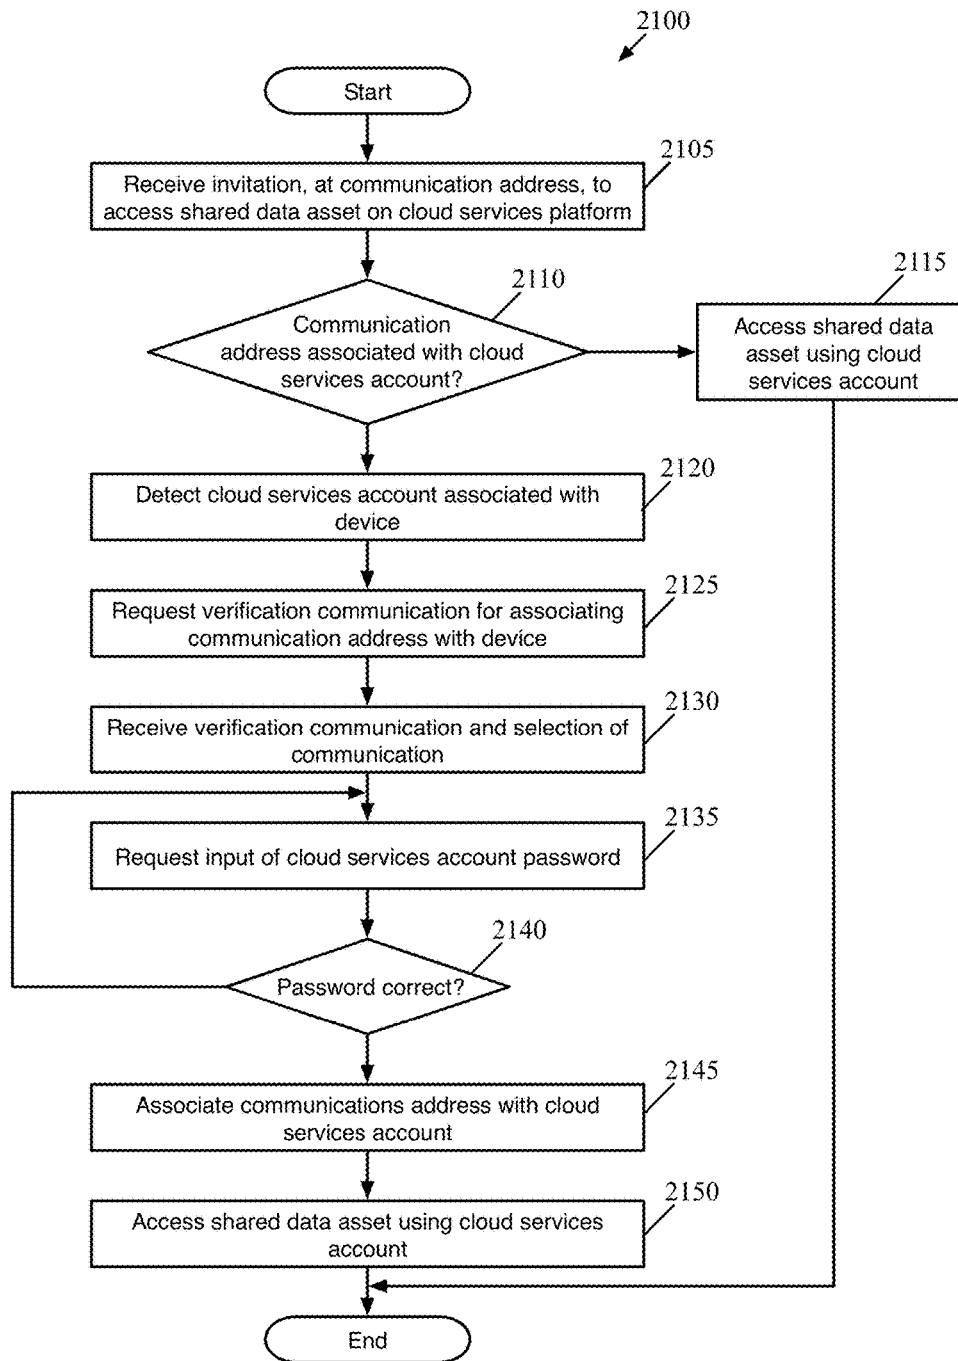 2100
Start
2105
Receive invitation, at communication address, to
access shared data asset on cloud services platform
2110
Communication
address associated with cloud
services account?
2115
Access shared data
asset using cloud
services account
2120
Detect cloud services account associated with
device
2125
Request verification communication for associating
communication address with device
2130
Receive verification communication and selection of
communication
2135
Request input of cloud services account password
2140
Password correct?
2145
Associate communications address with cloud
services account
2150
Access shared data asset using cloud services
account
End